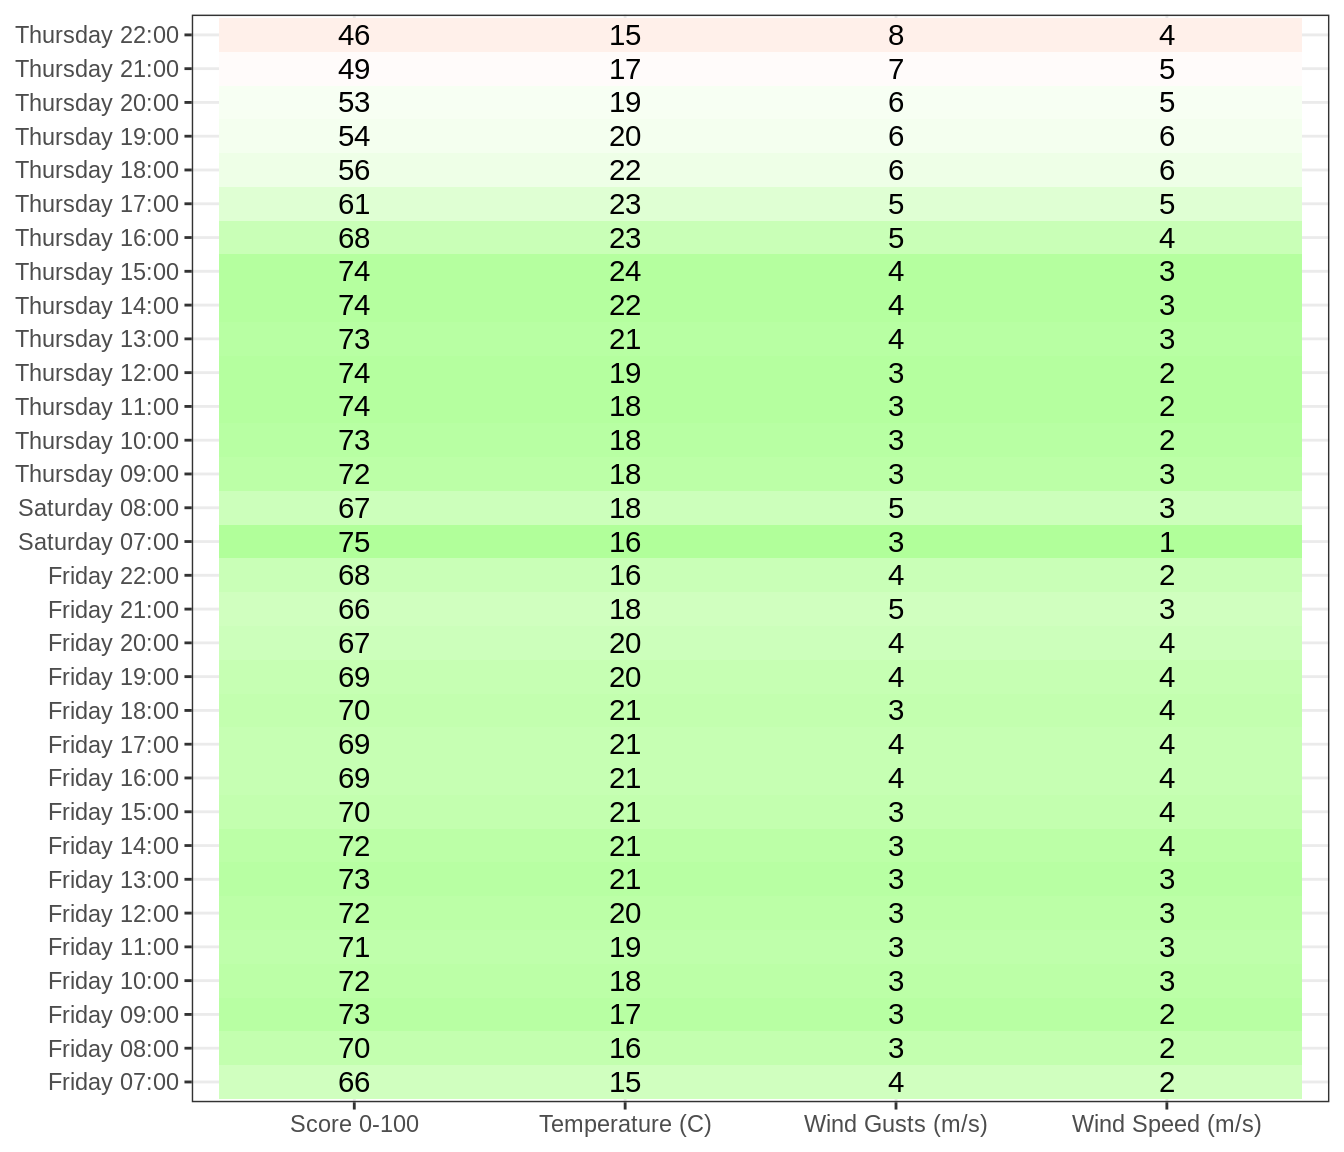 Thursday 22:00 46 15 8 4
Thursday 21:00 49 17 7 5
Thursday 20:00 53 19 6 5
Thursday 19:00 54 20 6 6
Thursday 18:00 56 22 6 6
Thursday 17:00 61 23 5 5
Thursday 16:00 68 23 5 4
Thursday 15:00 74 24 4 3
Thursday 14:00 74 22 4 3
Thursday 13:00 73 21 4 3
Thursday 12:00 74 19 3 2
Thursday 11:00 74 18 3 2
Thursday 10:00 73 18 3 2
Thursday 09:00 72 18 3 3
Saturday 08:00 67 18 5 3
Saturday 07:00 75 16 3 1
Friday 22:00 68 16 4 2
Friday 21:00 66 18 5 3
Friday 20:00 67 20 4 4
Friday 19:00 69 20 4 4
Friday 18:00 70 21 3 4
Friday 17:00 69 21 4 4
Friday 16:00 69 21 4 4
Friday 15:00 70 21 3 4
Friday 14:00 72 21 3 4
Friday 13:00 73 21 3 3
Friday 12:00 72 20 3 3
Friday 11:00 71 19 3 3
Friday 10:00 72 18 3 3
Friday 09:00 73 17 3 2
Friday 08:00 70 16 3 2
Friday 07:00 66 15 4 2
Score 0-100 Temperature (C) Wind Gusts (m/s) Wind Speed (m/s)